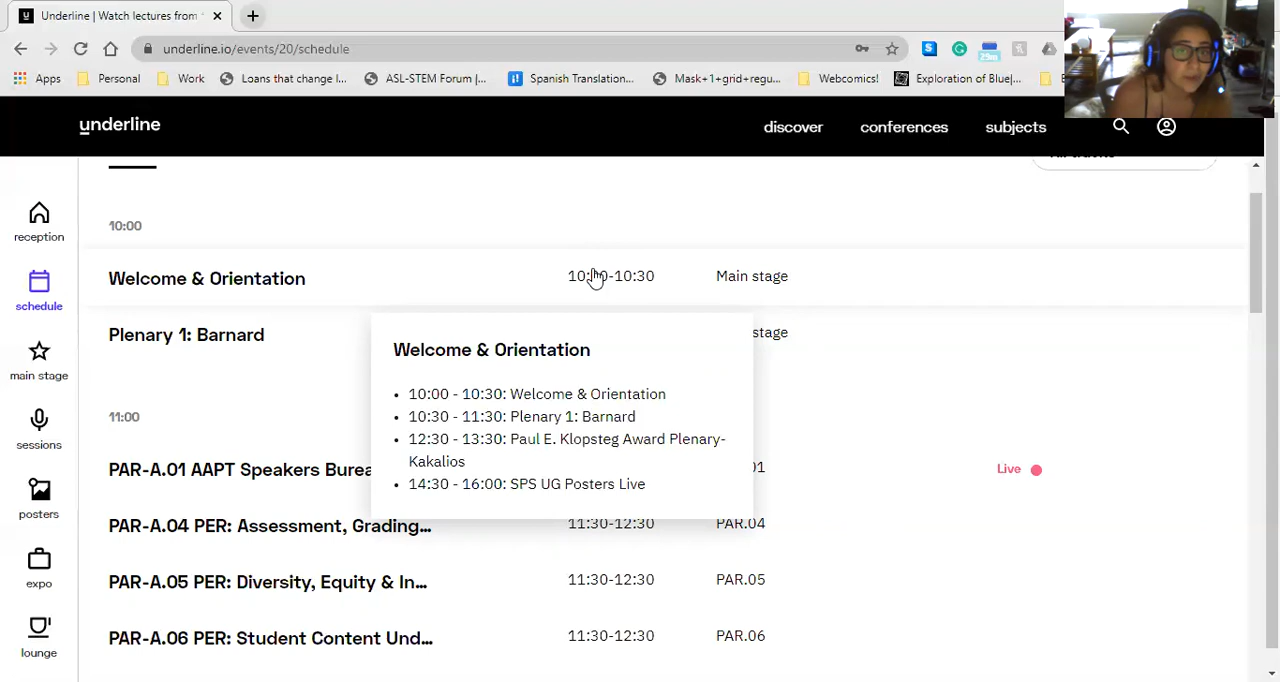 Underline | Watch lectures from
underline.io/events/20/schedule
Apps Personal Work Loans that change l... ASL-STEM Forum |... Spanish Translation... Mask+1+grid+regu... Webcomics! Exploration of Blue|...
underline
discover conferences subjects
reception
schedule
main stage
sessions
posters
expo
lounge
10:00
Welcome & Orientation 10:00-10:30 Main stage
Plenary 1: Barnard stage
Welcome & Orientation
• 10:00 - 10:30: Welcome & Orientation
• 10:30 - 11:30: Plenary 1: Barnard
• 12:30 - 13:30: Paul E. Klopsteg Award Plenary-
Kakalios
• 14:30 - 16:00: SPS UG Posters Live
11:00
PAR-A.01 AAPT Speakers Burea 01 Live
PAR-A.04 PER: Assessment, Grading... 11:30-12:30 PAR.04
PAR-A.05 PER: Diversity, Equity & In... 11:30-12:30 PAR.05
PAR-A.06 PER: Student Content Und... 11:30-12:30 PAR.06